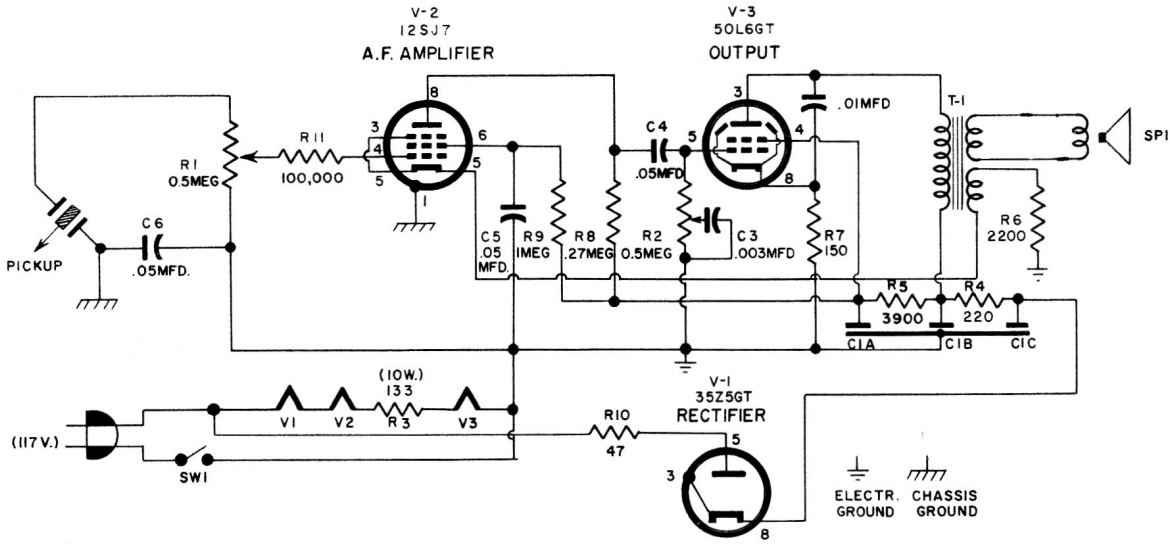 V-2
12SJ7
A.F. AMPLIFIER
V-3
50L6GT
OUTPUT
8
3
4
5
6
5
1
R1
0.5MEG
R11
100,000
PICKUP
C6
.05MFD.
C5
.05
MFD.
R9
1MEG
R8
.27MEG
C4
.05MFD
R2
0.5MEG
C3
.003MFD
3
5
4
8
.01MFD
R7
150
T-1
SP1
R6
2200
R5
3900
R4
220
C1A
C1B
C1C
(117 V.)
SW1
V1
V2
(10W.)
133
R3
V3
R10
47
V-1
35Z5GT
RECTIFIER
5
3
8
ELECTR.
GROUND
CHASSIS
GROUND